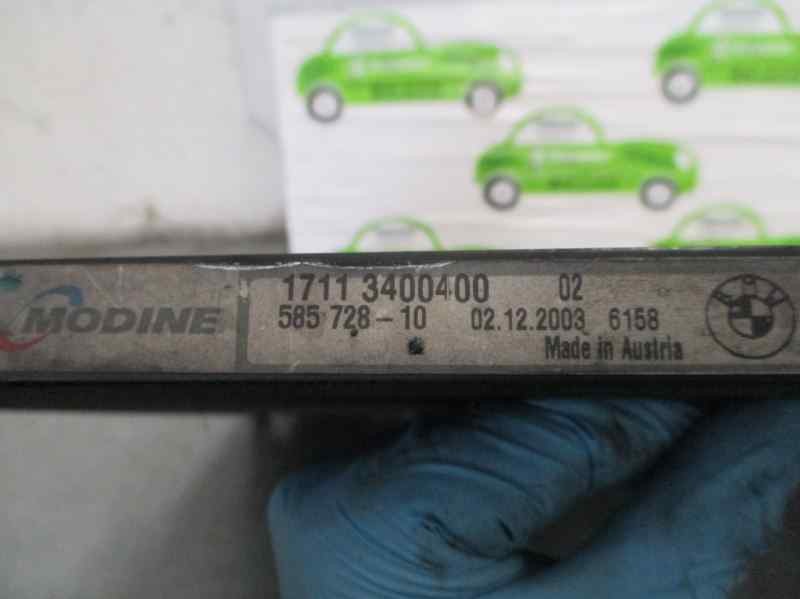 MODINE
1711 3400400 02
585 728-10 02.12.2003 6158
Made in Austria